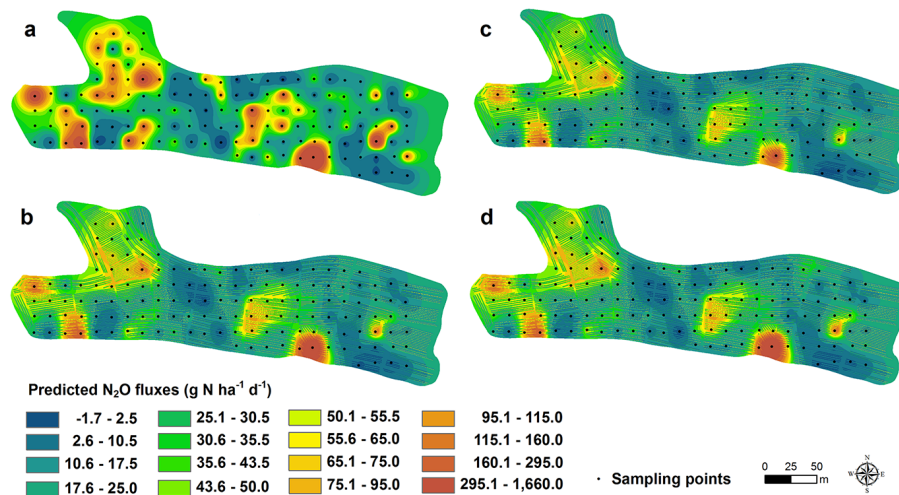 a
c
b
d
Predicted N₂O fluxes (g N ha⁻¹ d⁻¹)
-1.7 - 2.5 25.1 - 30.5 50.1 - 55.5 95.1 - 115.0
2.6 - 10.5 30.6 - 35.5 55.6 - 65.0 115.1 - 160.0
10.6 - 17.5 35.6 - 43.5 65.1 - 75.0 160.1 - 295.0
17.6 - 25.0 43.6 - 50.0 75.1 - 95.0 295.1 - 1,660.0
Sampling points
0 25 50
m
N
W E
S